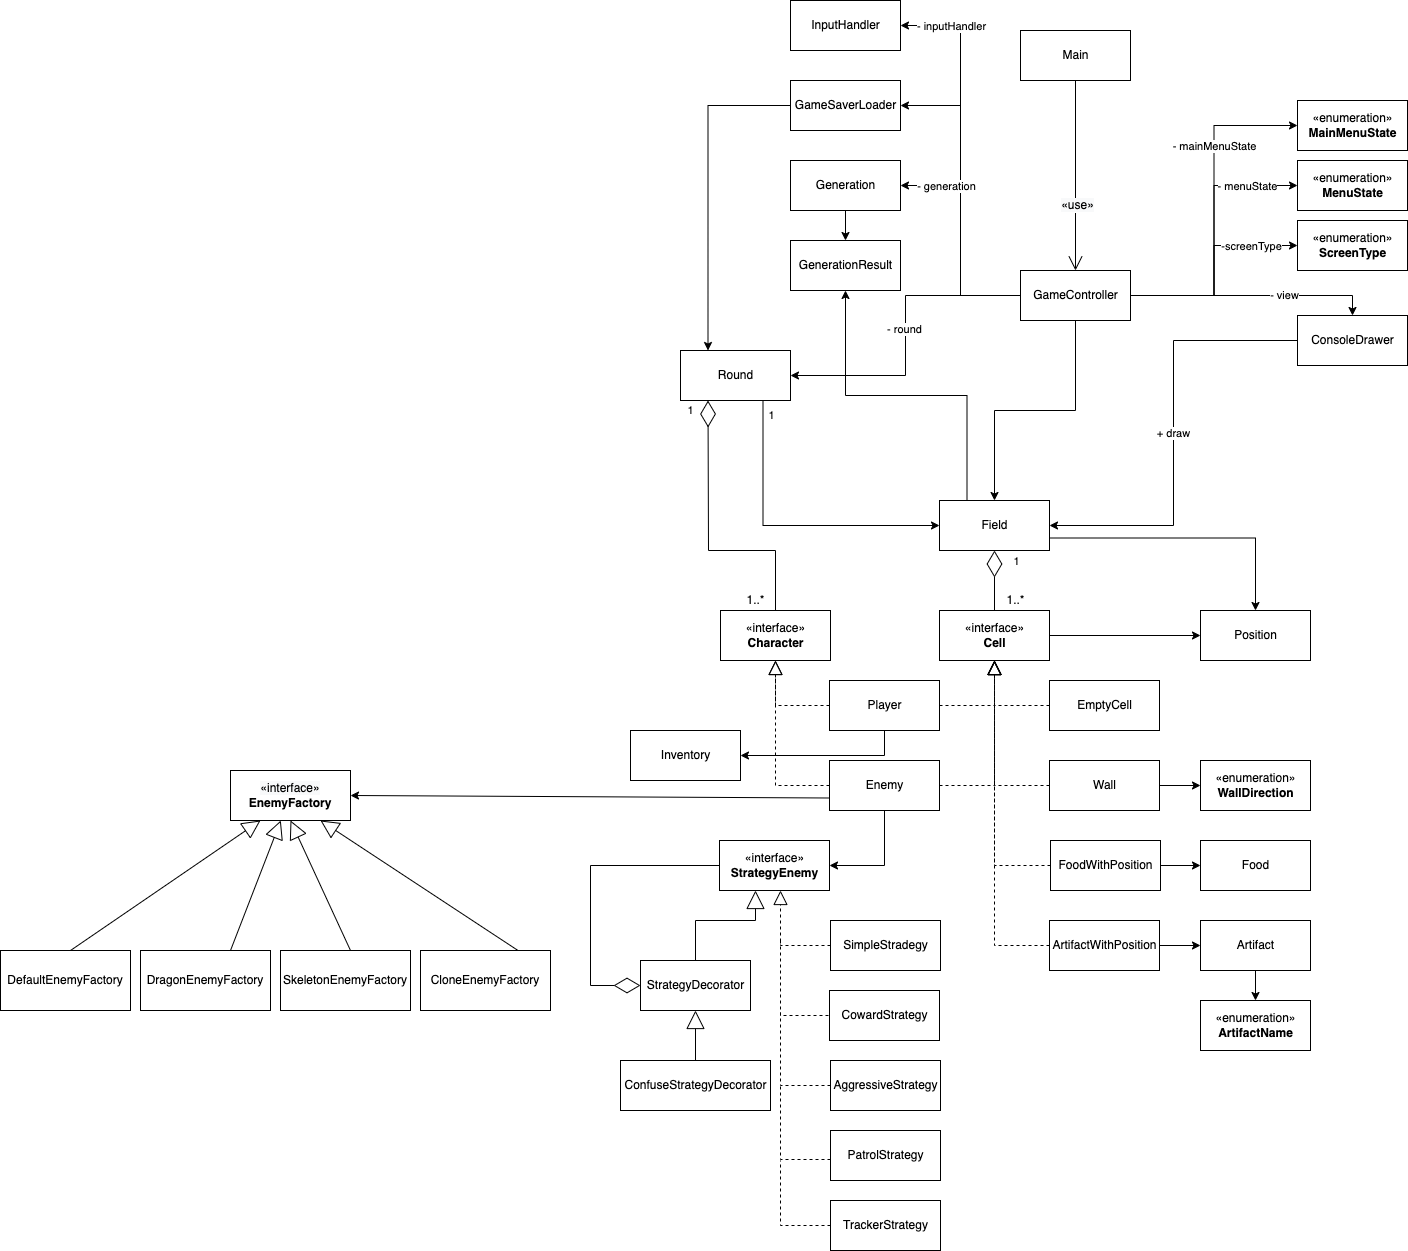 InputHandler
- inputHandler
Main
GameSaverLoader
«enumeration»
MainMenuState
- mainMenuState
Generation
- generation
«enumeration»
MenuState
- menuState
«use»
«enumeration»
ScreenType
-screenType
GenerationResult
GameController
- view
- round
ConsoleDrawer
Round
1
1
+ draw
Field
1
1..*
1..*
«interface»
Character
«interface»
Cell
Position
Player
EmptyCell
Inventory
«interface»
EnemyFactory
Enemy
Wall
«enumeration»
WallDirection
«interface»
StrategyEnemy
FoodWithPosition
Food
SimpleStradegy
ArtifactWithPosition
Artifact
DefaultEnemyFactory
DragonEnemyFactory
SkeletonEnemyFactory
CloneEnemyFactory
StrategyDecorator
CowardStrategy
«enumeration»
ArtifactName
ConfuseStrategyDecorator
AggressiveStrategy
PatrolStrategy
TrackerStrategy